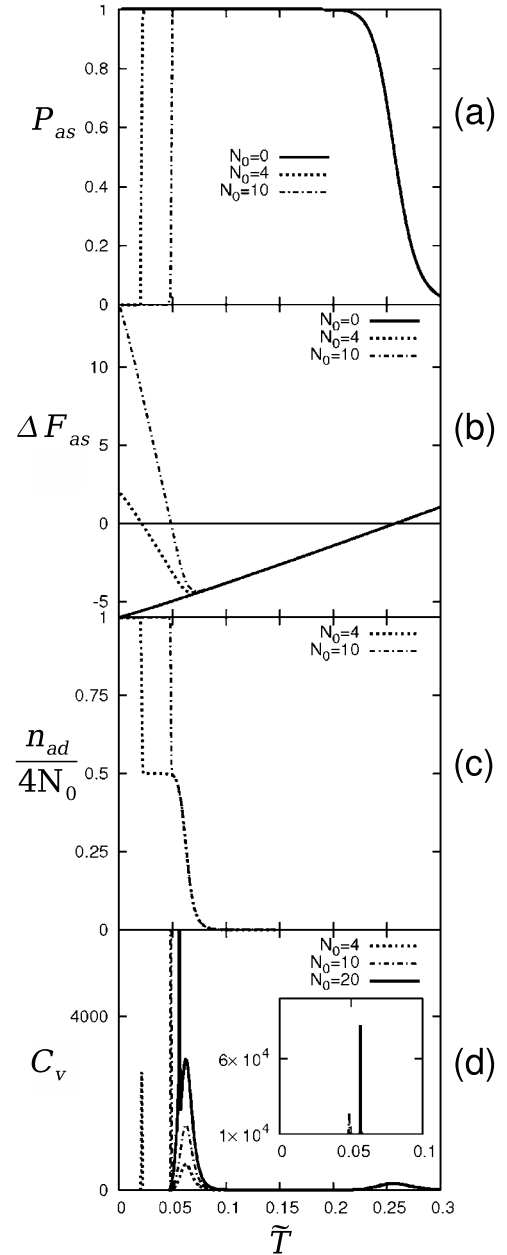 1
0.8
0.6
0.4
0.2
0
P_as
N_0=0
N_0=4
N_0=10
(a)
10
5
0
-5
Δ F_as
N_0=0
N_0=4
N_0=10
(b)
1
0.75
0.5
0.25
0
n_ad
4N_0
N_0=4
N_0=10
(c)
4000
0
C_v
N_0=4
N_0=10
N_0=20
6×10^4
1×10^4
0 0.05 0.1
(d)
0 0.05 0.1 0.15 0.2 0.25 0.3
T̃